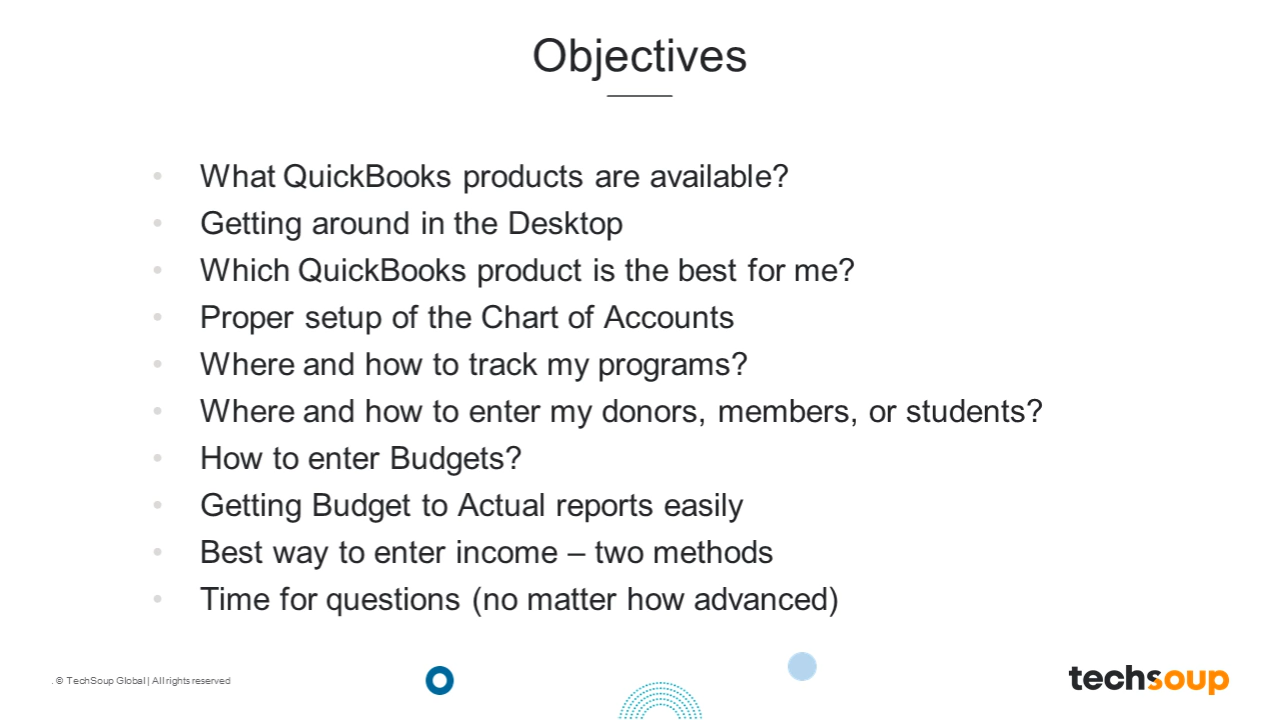 Objectives
• What QuickBooks products are available?
• Getting around in the Desktop
• Which QuickBooks product is the best for me?
• Proper setup of the Chart of Accounts
• Where and how to track my programs?
• Where and how to enter my donors, members, or students?
• How to enter Budgets?
• Getting Budget to Actual reports easily
• Best way to enter income – two methods
• Time for questions (no matter how advanced)
. © TechSoup Global | All rights reserved
techsoup